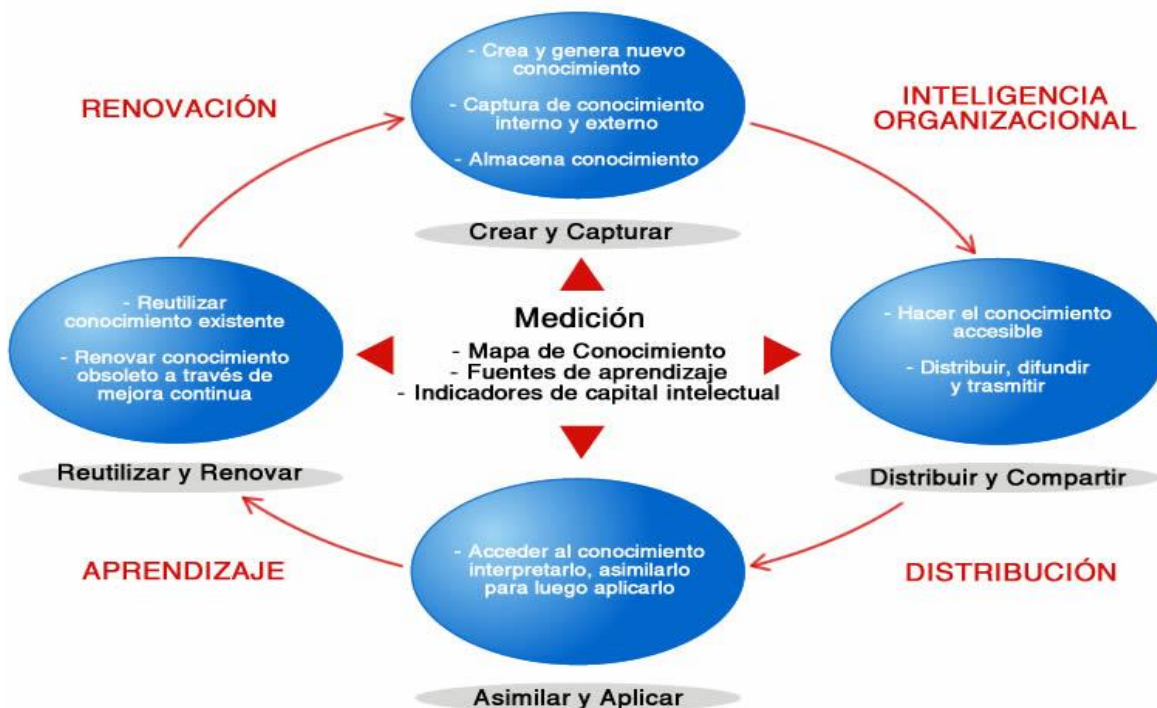 - Crea y genera nuevo
conocimiento
- Captura de conocimiento
interno y externo
- Almacena conocimiento
Crear y Capturar
RENOVACIÓN
INTELIGENCIA
ORGANIZACIONAL
- Reutilizar
conocimiento existente
- Renovar conocimiento
obsoleto a través de
mejora continua
Reutilizar y Renovar
Medición
- Mapa de Conocimiento
- Fuentes de aprendizaje
- Indicadores de capital intelectual
- Hacer el conocimiento
accesible
- Distribuir, difundir
y trasmitir
Distribuir y Compartir
APRENDIZAJE
DISTRIBUCIÓN
- Acceder al conocimiento
interpretarlo, asimilarlo
para luego aplicarlo
Asimilar y Aplicar